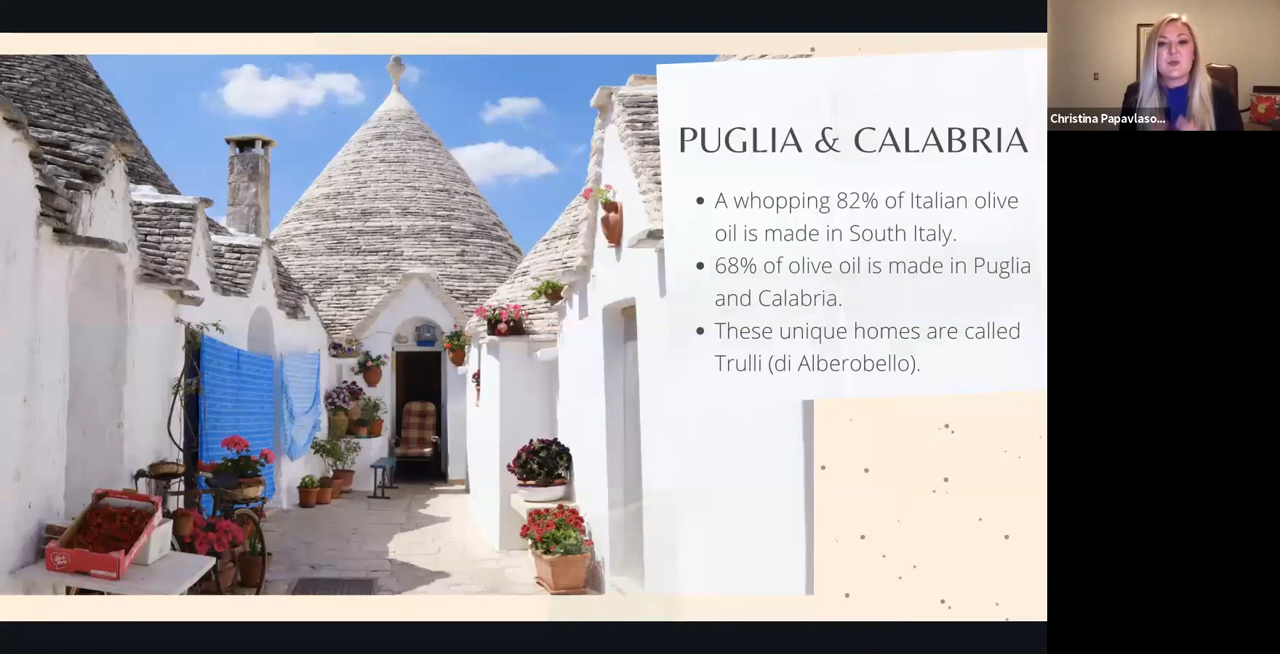 PUGLIA & CALABRIA
• A whopping 82% of Italian olive
oil is made in South Italy.
• 68% of olive oil is made in Puglia
and Calabria.
• These unique homes are called
Trulli (di Alberobello).
Christina Papavlaso...